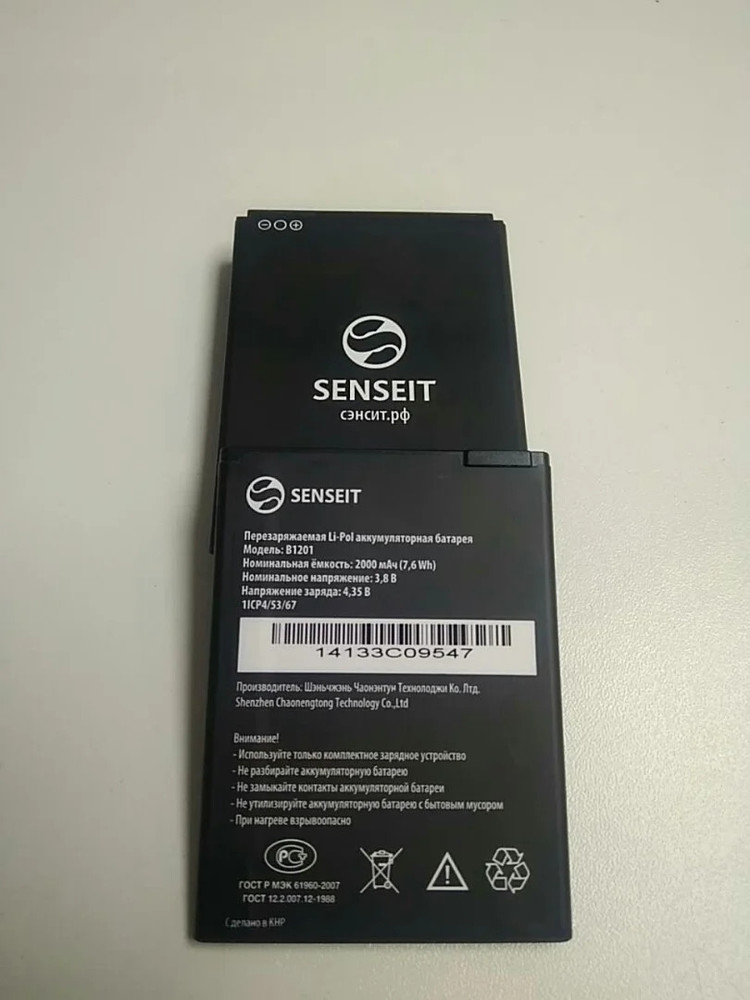 SENSEIT
сэнсит.рф
SENSEIT
Перезаряжаемая Li-Pol аккумуляторная батарея
Модель: B1201
Номинальная ёмкость: 2000 мАч (7,6 Wh)
Номинальное напряжение: 3,8 В
Напряжение заряда: 4,35 В
1ICP4/53/67
14133C09547
Производитель: Шэньчжэнь Чаонэнтун Технолоджи Ко. Лтд.
Shenzhen Chaonengtong Technology Co.,Ltd
Внимание!
- Используйте только комплектное зарядное устройство
- Не разбирайте аккумуляторную батарею
- Не замыкайте контакты аккумуляторной батареи
- Не утилизируйте аккумуляторную батарею с бытовым мусором
- При нагреве взрывоопасно
РСТ
ГОСТ Р МЭК 61960-2007
ГОСТ 12.2.007.12-1988
Сделано в КНР